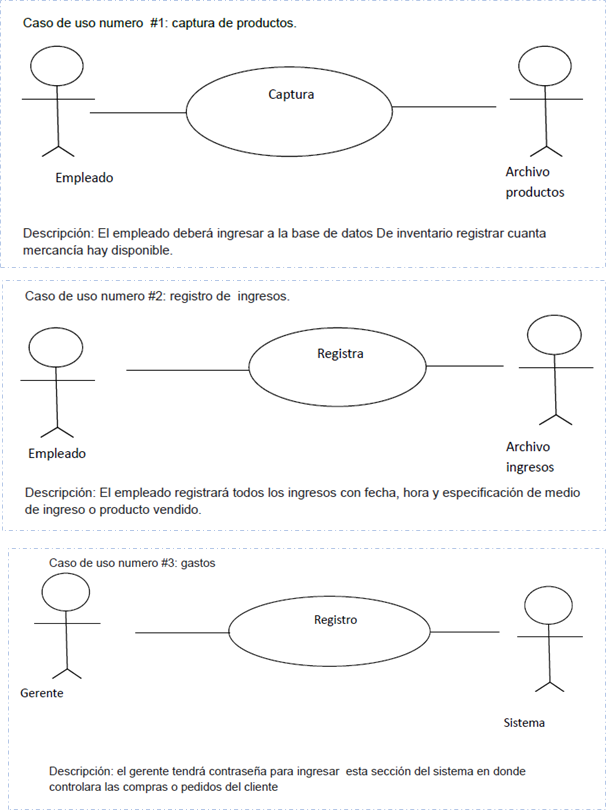 Caso de uso numero #1: captura de productos.
Captura
Empleado
Archivo
productos
Descripción: El empleado deberá ingresar a la base de datos De inventario registrar cuanta
mercancía hay disponible.
Caso de uso numero #2: registro de ingresos.
Registra
Empleado
Archivo
ingresos
Descripción: El empleado registrará todos los ingresos con fecha, hora y especificación de medio
de ingreso o producto vendido.
Caso de uso numero #3: gastos
Registro
Gerente
Sistema
Descripción: el gerente tendrá contraseña para ingresar esta sección del sistema en donde
controlara las compras o pedidos del cliente